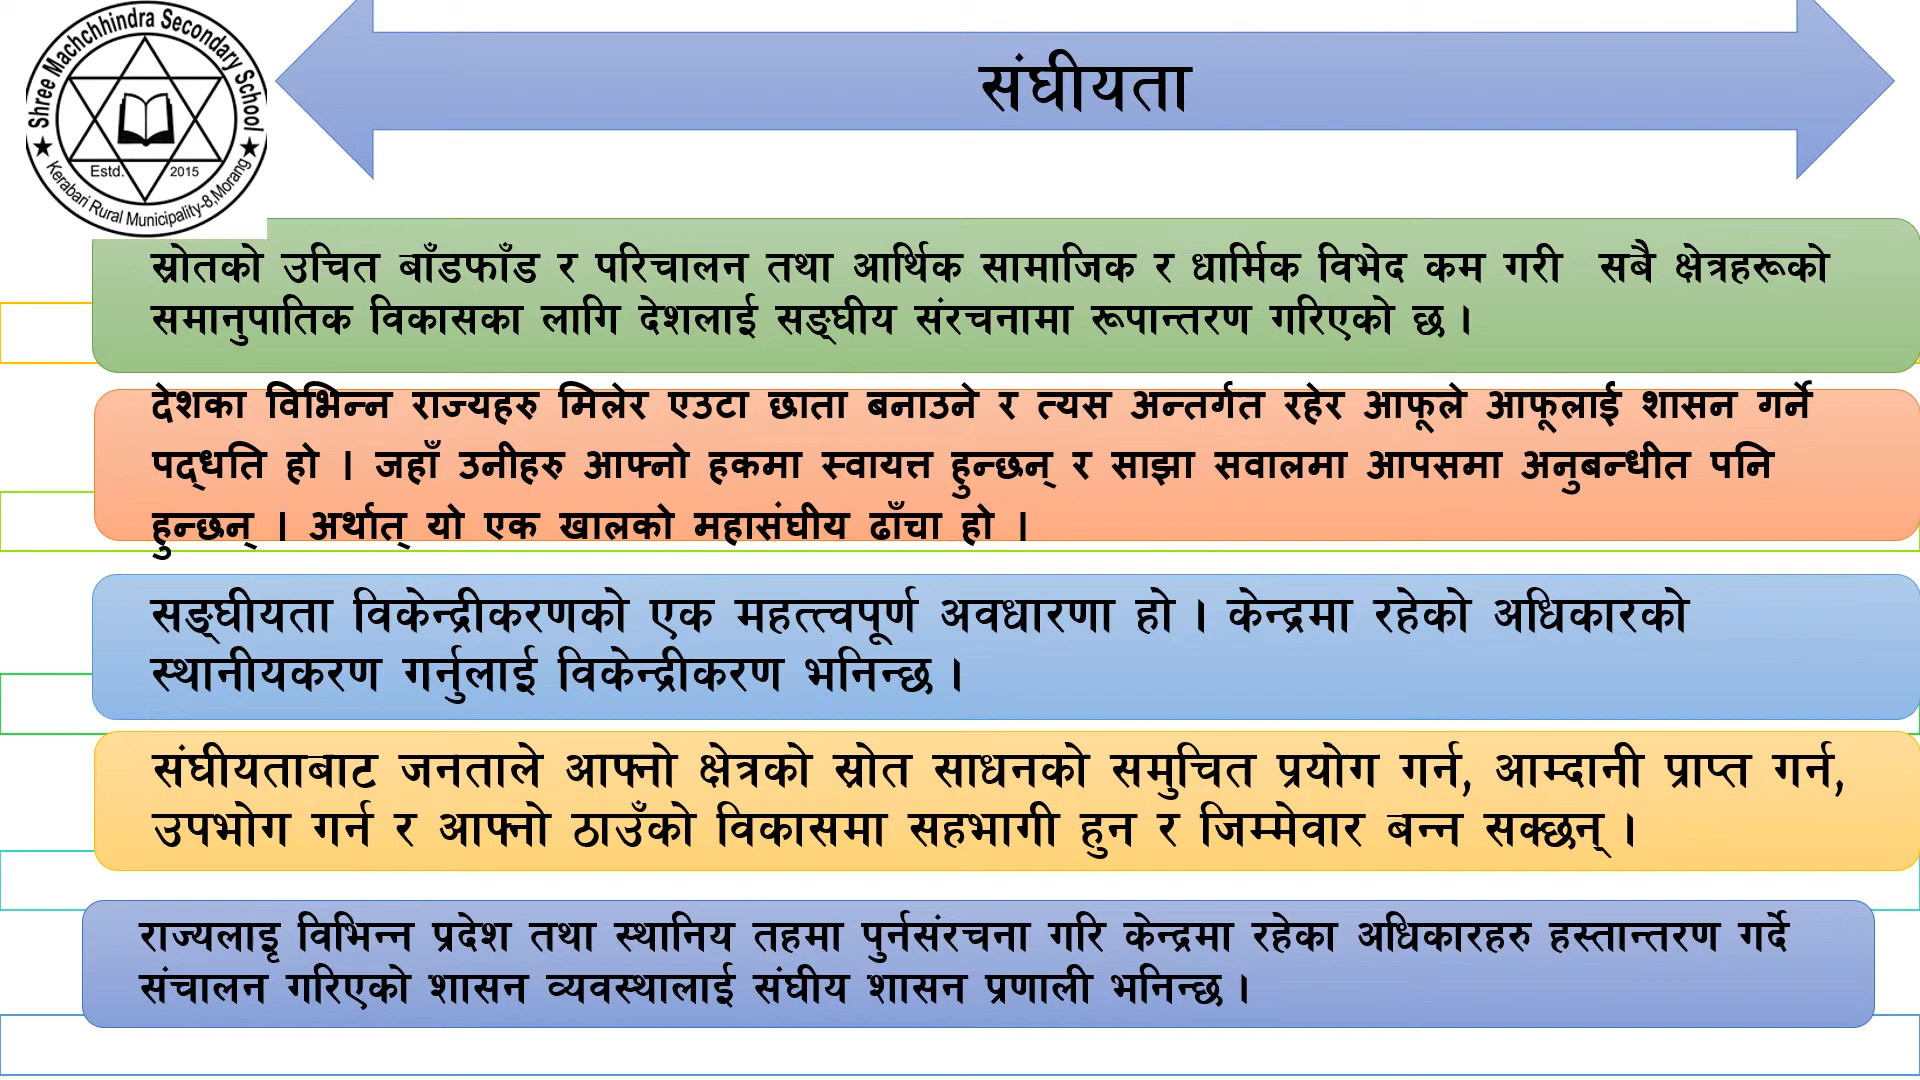 Shree Machchhindra Secondary School
Estd. 2015
Kerabari Rural Municipality-8,Morang
संघीयता
स्रोतको उचित बाँडफाँड र परिचालन तथा आर्थिक सामाजिक र धार्मिक विभेद कम गरी सबै क्षेत्रहरूको
समानुपातिक विकासका लागि देशलाई सङ्घीय संरचनामा रूपान्तरण गरिएको छ ।
देशका विभिन्न राज्यहरु मिलेर एउटा छाता बनाउने र त्यस अन्तर्गत रहेर आफूले आफूलाई शासन गर्ने
पद्धति हो । जहाँ उनीहरु आफ्नो हकमा स्वायत्त हुन्छन् र साझा सवालमा आपसमा अनुबन्धीत पनि
हुन्छन् । अर्थात् यो एक खालको महासंघीय ढाँचा हो ।
सङ्घीयता विकेन्द्रीकरणको एक महत्त्वपूर्ण अवधारणा हो । केन्द्रमा रहेको अधिकारको
स्थानीयकरण गर्नुलाई विकेन्द्रीकरण भनिन्छ ।
संघीयताबाट जनताले आफ्नो क्षेत्रको स्रोत साधनको समुचित प्रयोग गर्न, आम्दानी प्राप्त गर्न,
उपभोग गर्न र आफ्नो ठाउँको विकासमा सहभागी हुन र जिम्मेवार बन्न सक्छन् ।
राज्यलाइृ विभिन्न प्रदेश तथा स्थानिय तहमा पुर्नसंरचना गरि केन्द्रमा रहेका अधिकारहरु हस्तान्तरण गर्दे
संचालन गरिएको शासन व्यवस्थालाई संघीय शासन प्रणाली भनिन्छ ।